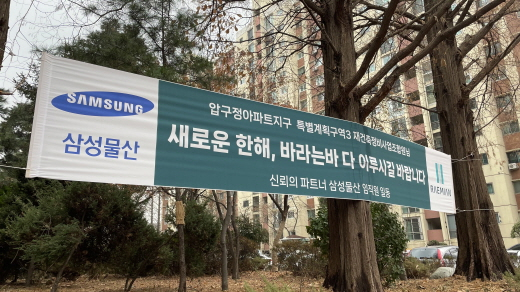 SAMSUNG
삼성물산
압구정아파트지구 특별계획구역3 재건축정비사업조합원님
새로운 한해, 바라는바 다 이루시길 바랍니다
신뢰의 파트너 삼성물산 임직원 일동
RAEMIAN